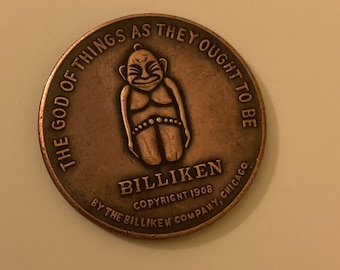 THE GOD OF THINGS AS THEY OUGHT TO BE
BILLIKEN
COPYRIGHT 1908
BY THE BILLIKEN COMPANY, CHICAGO.